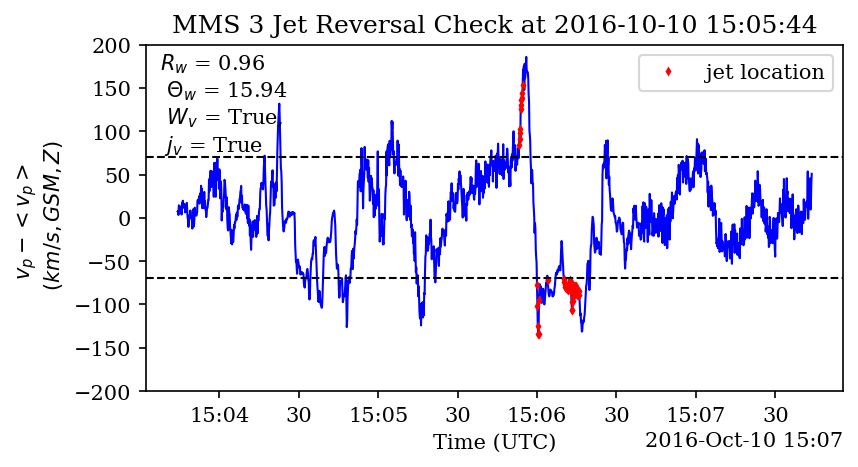 MMS 3 Jet Reversal Check at 2016-10-10 15:05:44
200
150
100
50
0
−50
−100
−150
−200
v_p − < v_p >
(km/s, GSM, Z)
R_w = 0.96
Θ_w = 15.94
W_v = True,
j_v = True
jet location
15:04 30 15:05 30 15:06 30 15:07 30
Time (UTC)
2016-Oct-10 15:07